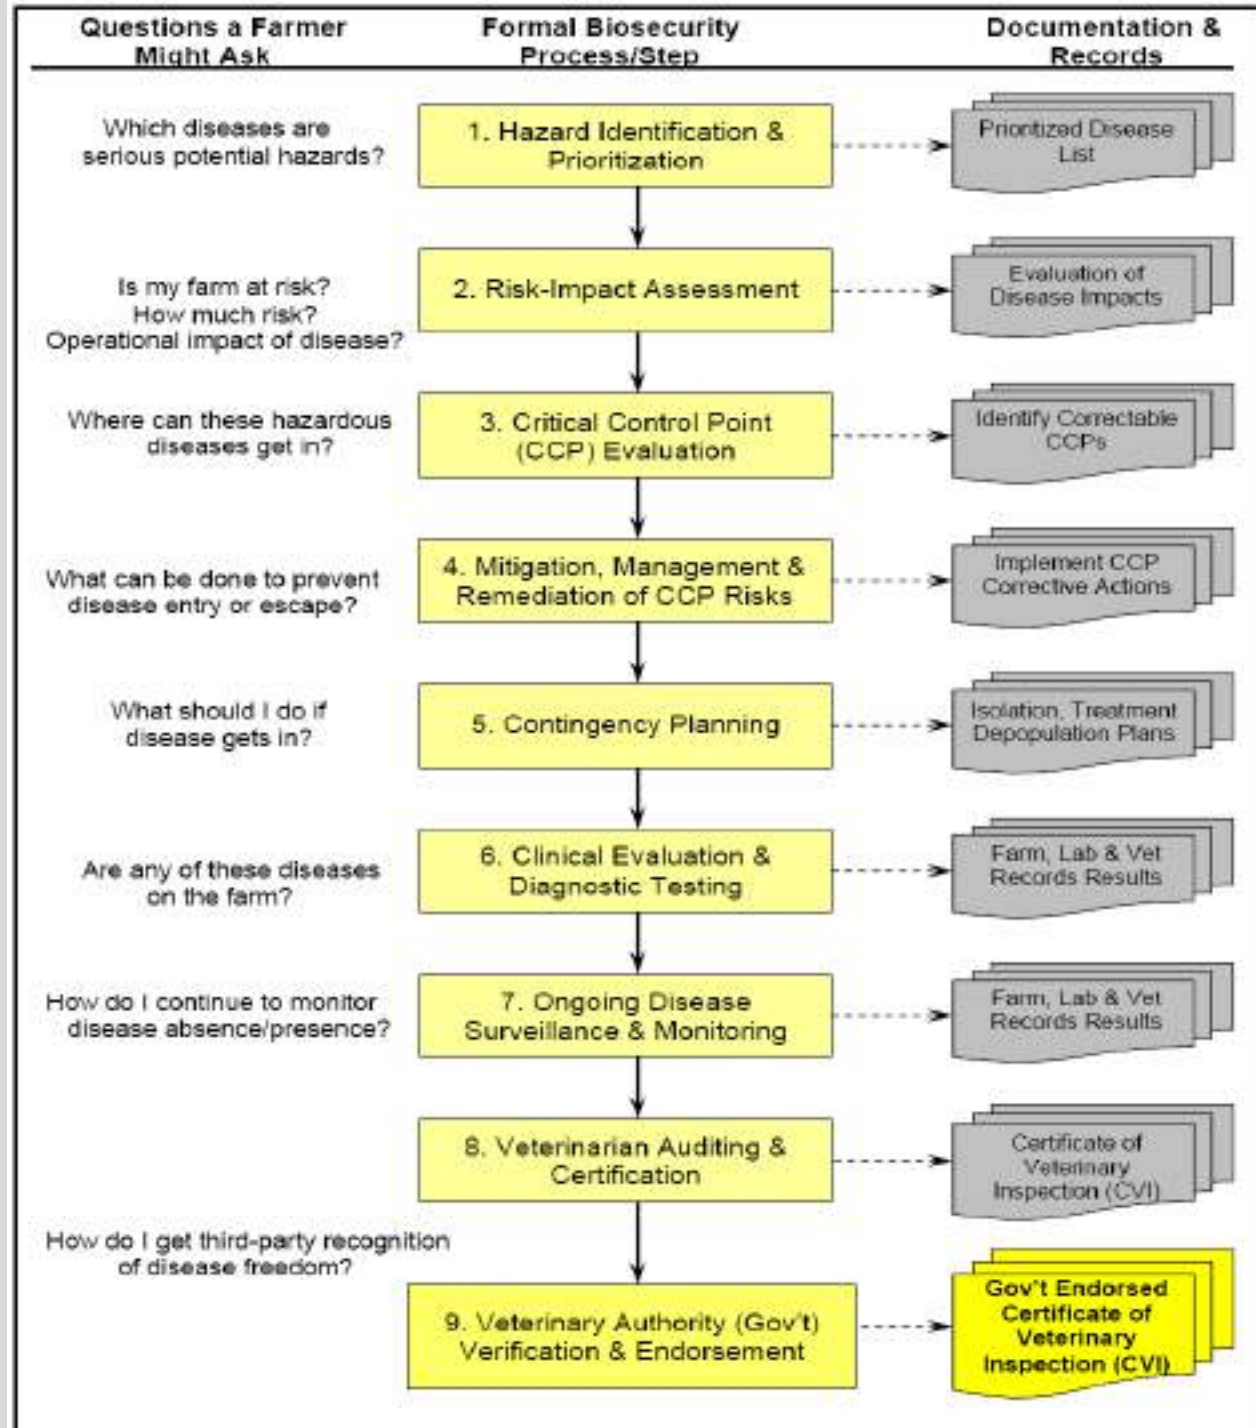 Questions a Farmer
Might Ask
Formal Biosecurity
Process/Step
Documentation &
Records
Which diseases are
serious potential hazards?
1. Hazard Identification &
Prioritization
Prioritized Disease
List
Is my farm at risk?
How much risk?
Operational impact of disease?
2. Risk-Impact Assessment
Evaluation of
Disease Impacts
Where can these hazardous
diseases get in?
3. Critical Control Point
(CCP) Evaluation
Identify Correctable
CCPs
What can be done to prevent
disease entry or escape?
4. Mitigation, Management &
Remediation of CCP Risks
Implement CCP
Corrective Actions
What should I do if
disease gets in?
5. Contingency Planning
Isolation, Treatment
Depopulation Plans
Are any of these diseases
on the farm?
6. Clinical Evaluation &
Diagnostic Testing
Farm, Lab & Vet
Records Results
How do I continue to monitor
disease absence/presence?
7. Ongoing Disease
Surveillance & Monitoring
Farm, Lab & Vet
Records Results
8. Veterinarian Auditing &
Certification
Certificate of
Veterinary
Inspection (CVI)
How do I get third-party recognition
of disease freedom?
9. Veterinary Authority (Gov't)
Verification & Endorsement
Gov't Endorsed
Certificate of
Veterinary
Inspection (CVI)